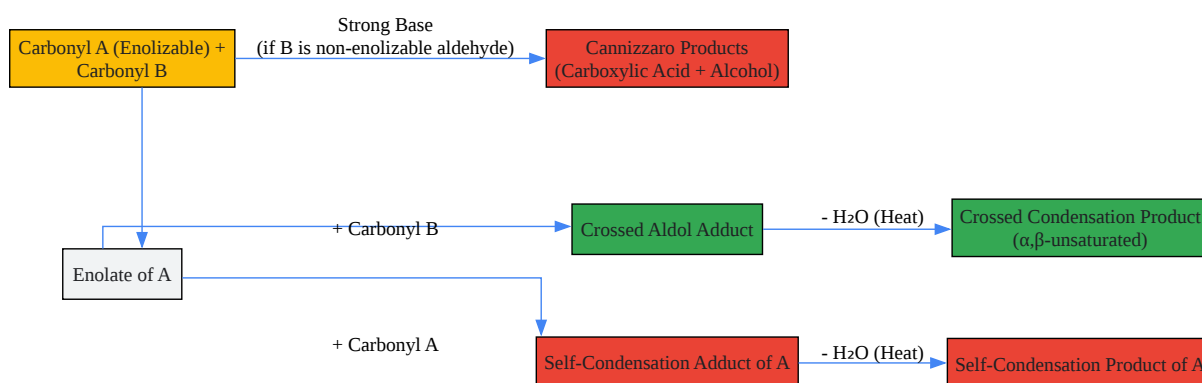 Carbonyl A (Enolizable) +
Carbonyl B
Strong Base
(if B is non-enolizable aldehyde)
Cannizzaro Products
(Carboxylic Acid + Alcohol)
Enolate of A
+ Carbonyl B
Crossed Aldol Adduct
- H₂O (Heat)
Crossed Condensation Product
(α,β-unsaturated)
+ Carbonyl A
Self-Condensation Adduct of A
- H₂O (Heat)
Self-Condensation Product of A